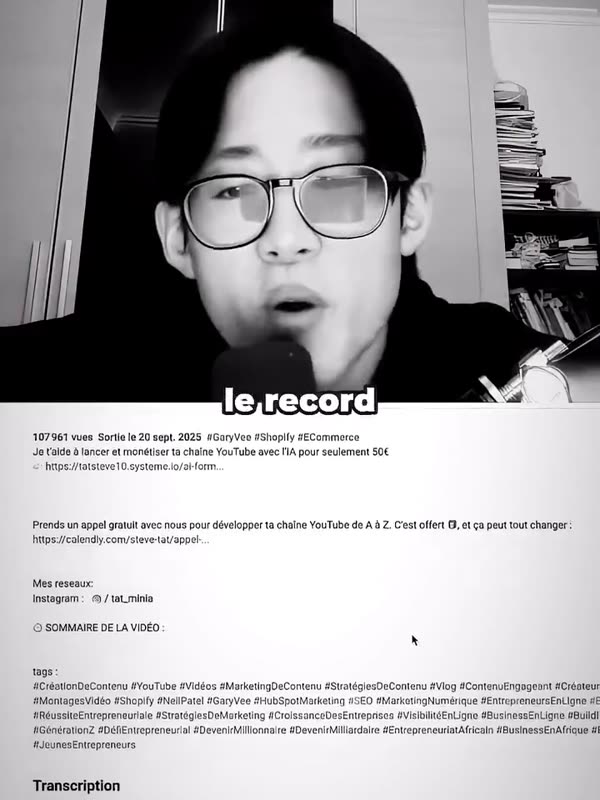 le record
107 961 vues Sortie le 20 sept. 2025 #GaryVee #Shopify #ECommerce
Je t'aide à lancer et monétiser ta chaîne YouTube avec l'IA pour seulement 50€
👉 https://tatsteve10.systeme.io/ai-form...
Prends un appel gratuit avec nous pour développer ta chaîne YouTube de A à Z. C'est offert, et ça peut tout changer :
https://calendly.com/steve-tat/appel-...
Mes reseaux:
Instagram : / tat_minia
SOMMAIRE DE LA VIDÉO :
tags :
#CréationDeContenu #YouTube #Vidéos #MarketingDeContenu #StratégiesDeContenu #Vlog #ContenuEngageant #Créateur
#MontagesVidéo #Shopify #NeilPatel #GaryVee #HubSpotMarketing #SEO #MarketingNumérique #EntrepreneursEnLigne
#RéussiteEntrepreneuriale #StratégiesDeMarketing #CroissanceDesEntreprises #VisibilitéEnLigne #BusinessEnLigne #Buildi
#GénérationZ #DéfiEntrepreneurial #DevenirMillionnaire #DevenirMilliardaire #EntrepreneuriatAfricain #BusinessEnAfrique
#JeunesEntrepreneurs
Transcription